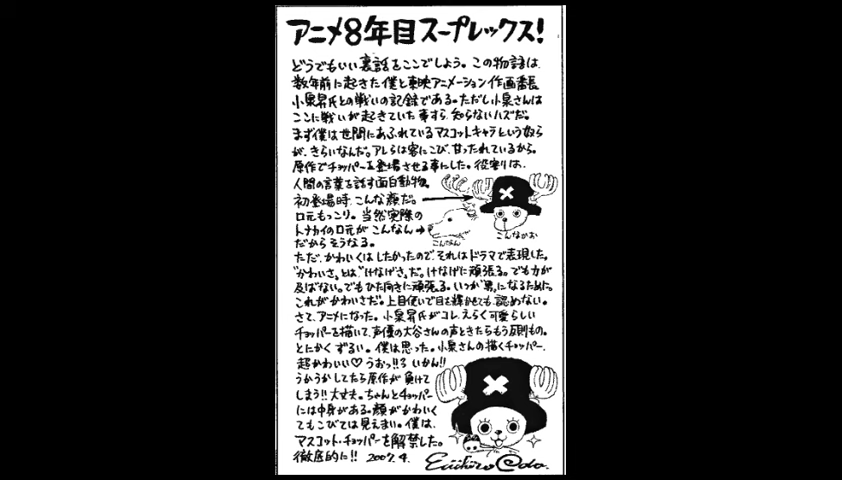 アニメ8年目スープレックス!
どうでもいい裏話をここでしよう。この物語は、
数年前に起きた僕と東映アニメーション作画番長
小泉昇氏との戦いの記録である。ただし小泉さんは
ここに戦いが起きていた事すら、知らないハズだ。
まず僕は世間にあふれているマスコットキャラという奴ら
が、きらいなんだ。アレらは客にこび、甘ったれているから。
原作でチョッパーを登場させる事にした。役割りは、
人間の言葉を話す面白動物。
初登場時、こんな顔だ。
口元もっこり。当然実際の
トナカイの口元が こんなん→
だから そうなる。
こんなん
こんなかお
ただ、かわいくは したかったので、それはドラマで表現した。
"かわいさ"とは"けなげさ"だ。けなげに頑張る。でも力が
及ばない。でもひた向きに頑張る。いつか"男"になるために。
これがかわいさだ。上目使いで目を輝かせても、認めない。
さて、アニメになった。小泉昇氏がコレ、えらく可愛らしい
チョッパーを描いて、声優の大谷さんの声ときたらもう反則もの。
とにかく ずるい。僕は思った。小泉さんの描くチョッパー、
超かわいい♡ うおっ!!ろ いかん!!
うかうかしてたら原作が負けて
しまう!! 大丈夫。ちゃんとチョッパー
には中身がある。顔がかわいく
てもこびては見えまい。僕は、
マスコット・チョッパーを解禁した。
徹底的に!! 2007.4.
Eiichiro Oda.